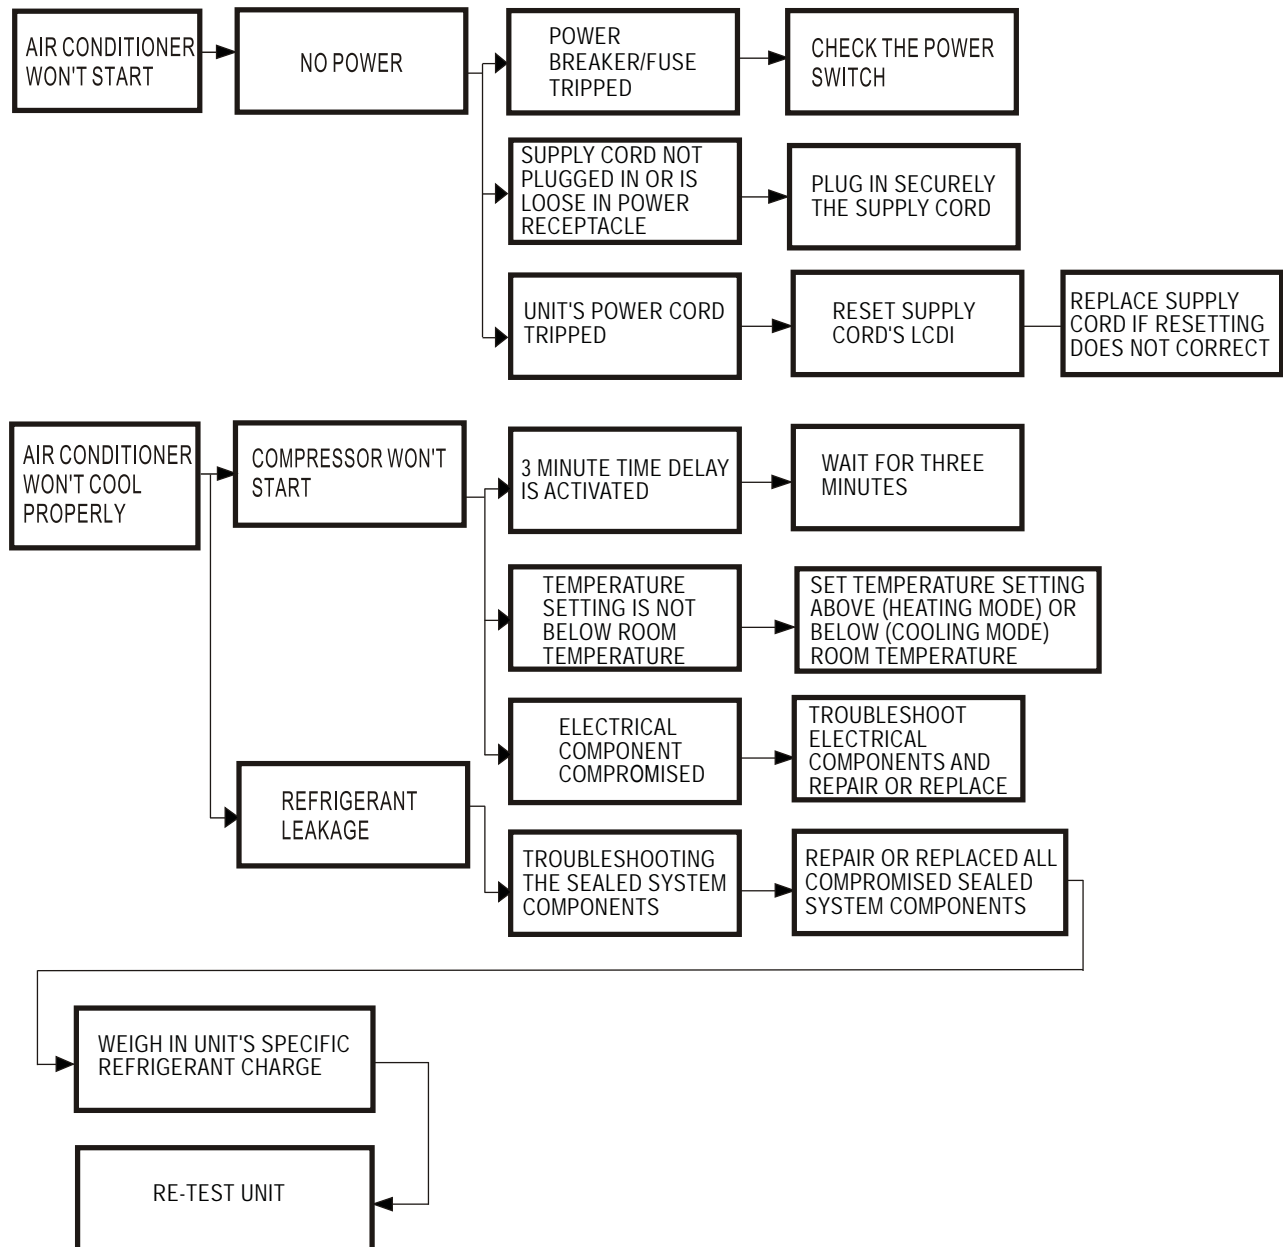 AIR CONDITIONER
WON'T START
NO POWER
POWER
BREAKER/FUSE
TRIPPED
CHECK THE POWER
SWITCH
SUPPLY CORD NOT
PLUGGED IN OR IS
LOOSE IN POWER
RECEPTACLE
PLUG IN SECURELY
THE SUPPLY CORD
UNIT'S POWER CORD
TRIPPED
RESET SUPPLY
CORD'S LCDI
REPLACE SUPPLY
CORD IF RESETTING
DOES NOT CORRECT
AIR CONDITIONER
WON'T COOL
PROPERLY
COMPRESSOR WON'T
START
3 MINUTE TIME DELAY
IS ACTIVATED
WAIT FOR THREE
MINUTES
TEMPERATURE
SETTING IS NOT
BELOW ROOM
TEMPERATURE
SET TEMPERATURE SETTING
ABOVE (HEATING MODE) OR
BELOW (COOLING MODE)
ROOM TEMPERATURE
ELECTRICAL
COMPONENT
COMPROMISED
TROUBLESHOOT
ELECTRICAL
COMPONENTS AND
REPAIR OR REPLACE
REFRIGERANT
LEAKAGE
TROUBLESHOOTING
THE SEALED SYSTEM
COMPONENTS
REPAIR OR REPLACED ALL
COMPROMISED SEALED
SYSTEM COMPONENTS
WEIGH IN UNIT'S SPECIFIC
REFRIGERANT CHARGE
RE-TEST UNIT